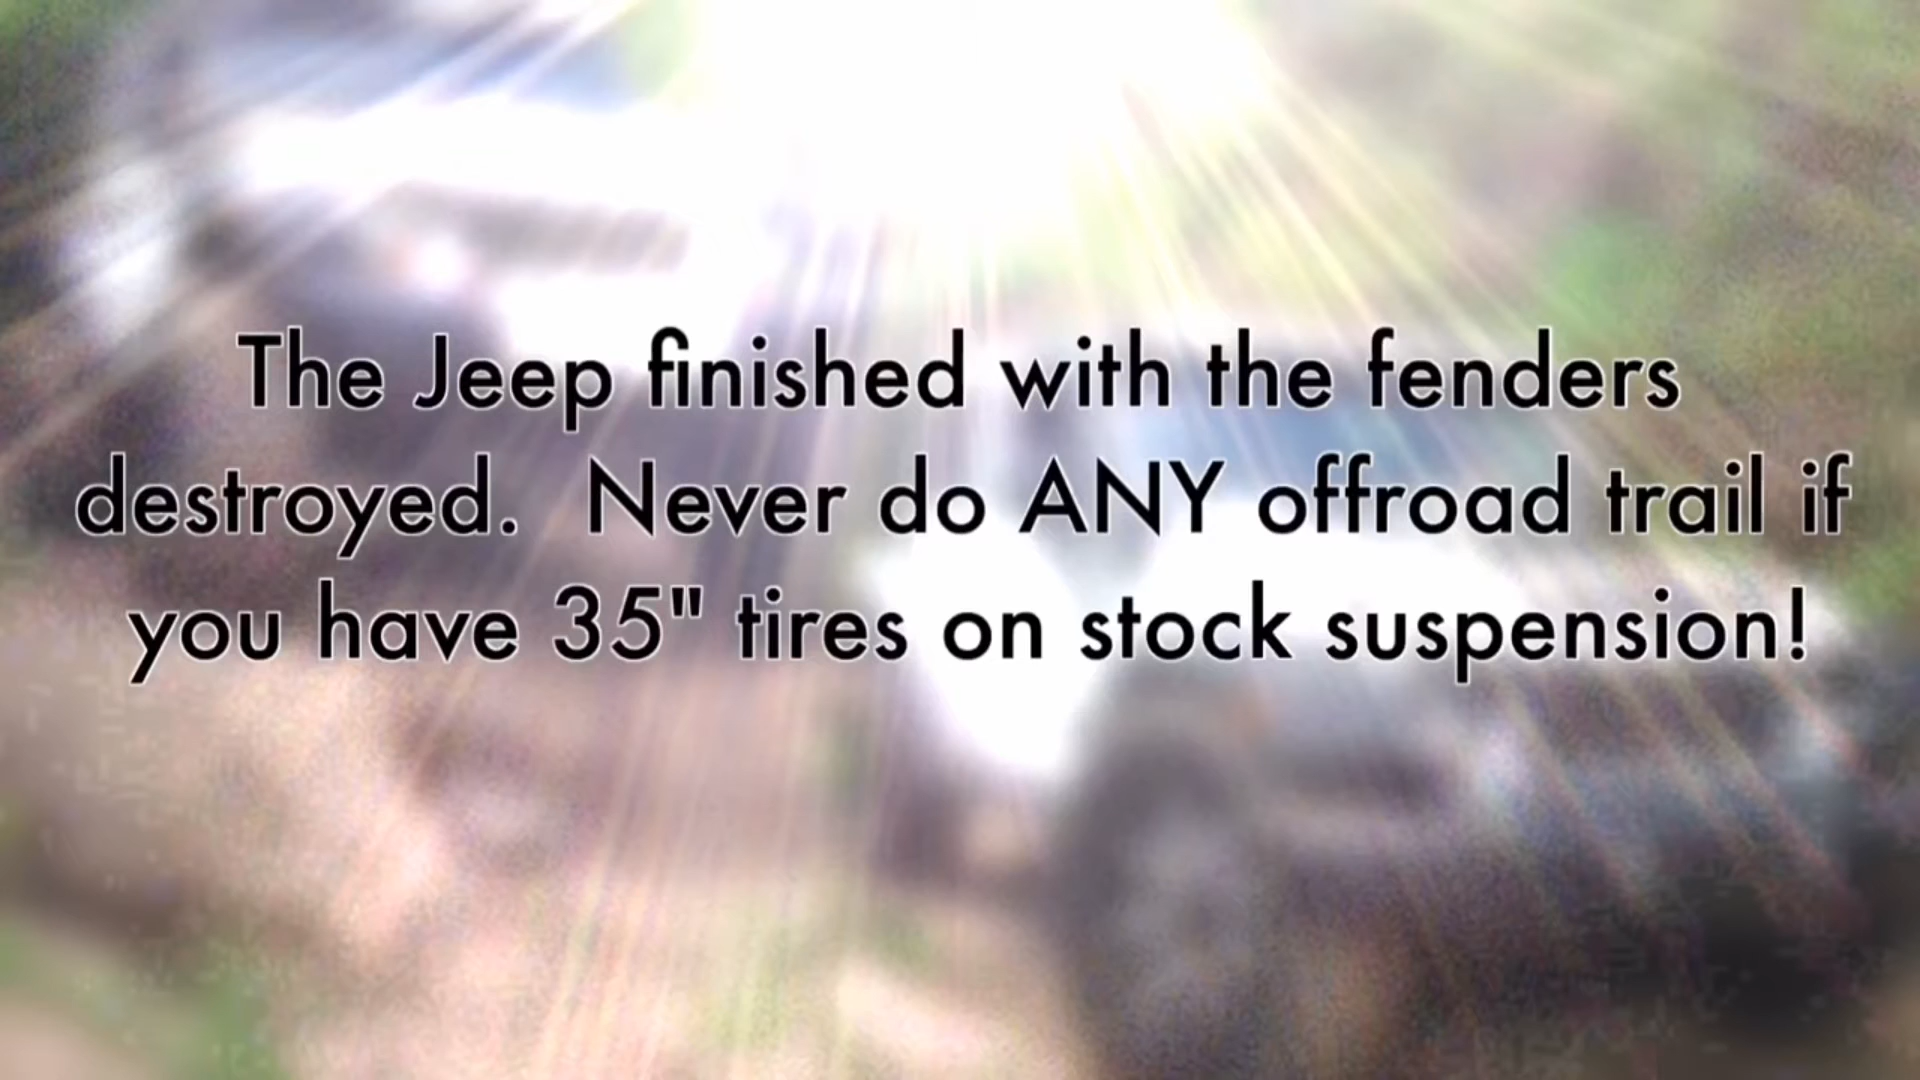 The Jeep finished with the fenders
destroyed.  Never do ANY offroad trail if
you have 35" tires on stock suspension!